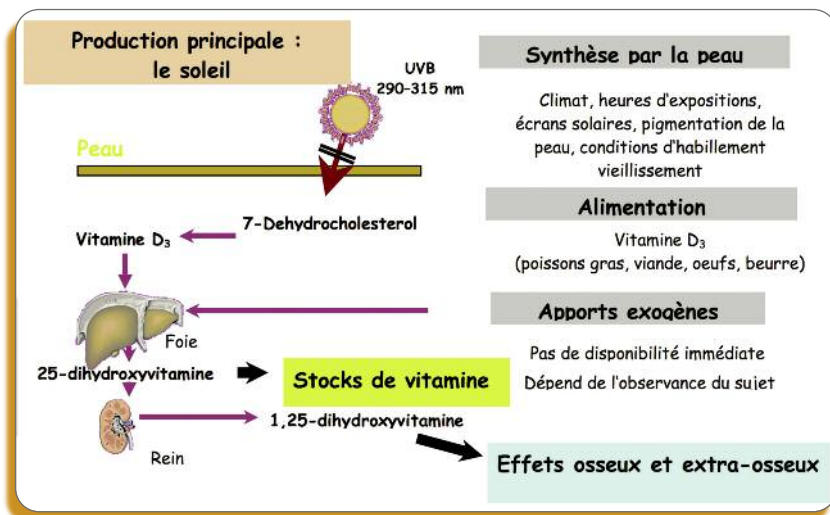 Production principale :
le soleil
UVB
290-315 nm
Peau
7-Dehydrocholesterol
Vitamine D₃
Foie
25-dihydroxyvitamine
Stocks de vitamine
1,25-dihydroxyvitamine
Rein
Effets osseux et extra-osseux
Synthèse par la peau
Climat, heures d'expositions,
écrans solaires, pigmentation de la
peau, conditions d'habillement
vieillissement
Alimentation
Vitamine D₃
(poissons gras, viande, oeufs, beurre)
Apports exogènes
Pas de disponibilité immédiate
Dépend de l'observance du sujet